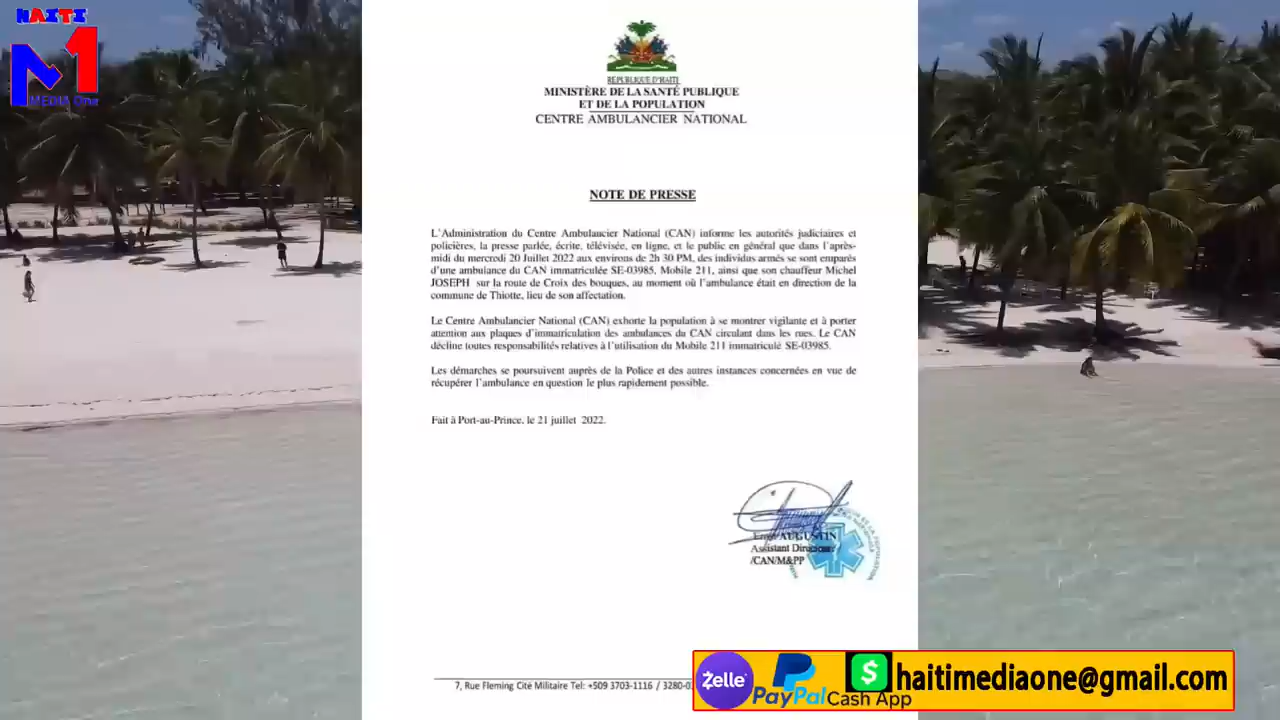 HAITI
M1
MEDIA One
REPUBLIQUE D'HAITI
MINISTÈRE DE LA SANTÉ PUBLIQUE
ET DE LA POPULATION
CENTRE AMBULANCIER NATIONAL
NOTE DE PRESSE
L'Administration du Centre Ambulancier National (CAN) informe les autorités judiciaires et
policières, la presse parlée, écrite, télévisée, en ligne, et le public en général que dans l'après-
midi du mercredi 20 Juillet 2022 aux environs de 2h 30 PM, des individus armés se sont emparés
d'une ambulance du CAN immatriculée SE-03985, Mobile 211, ainsi que son chauffeur Michel
JOSEPH sur la route de Croix des bouques, au moment où l'ambulance était en direction de la
commune de Thiotte, lieu de son affectation.
Le Centre Ambulancier National (CAN) exhorte la population à se montrer vigilante et à porter
attention aux plaques d'immatriculation des ambulances du CAN circulant dans les rues. Le CAN
décline toutes responsabilités relatives à l'utilisation du Mobile 211 immatriculé SE-03985.
Les démarches se poursuivent auprès de la Police et des autres instances concernées en vue de
récupérer l'ambulance en question le plus rapidement possible.
Fait à Port-au-Prince, le 21 juillet 2022.
AUGUSTIN
Assistant Directeur
/CAN/M&PP
7, Rue Fleming Cité Militaire Tel: +509 3703-1116 / 3280-0
Zelle
PayPal
$
Cash App
haitimediaone@gmail.com